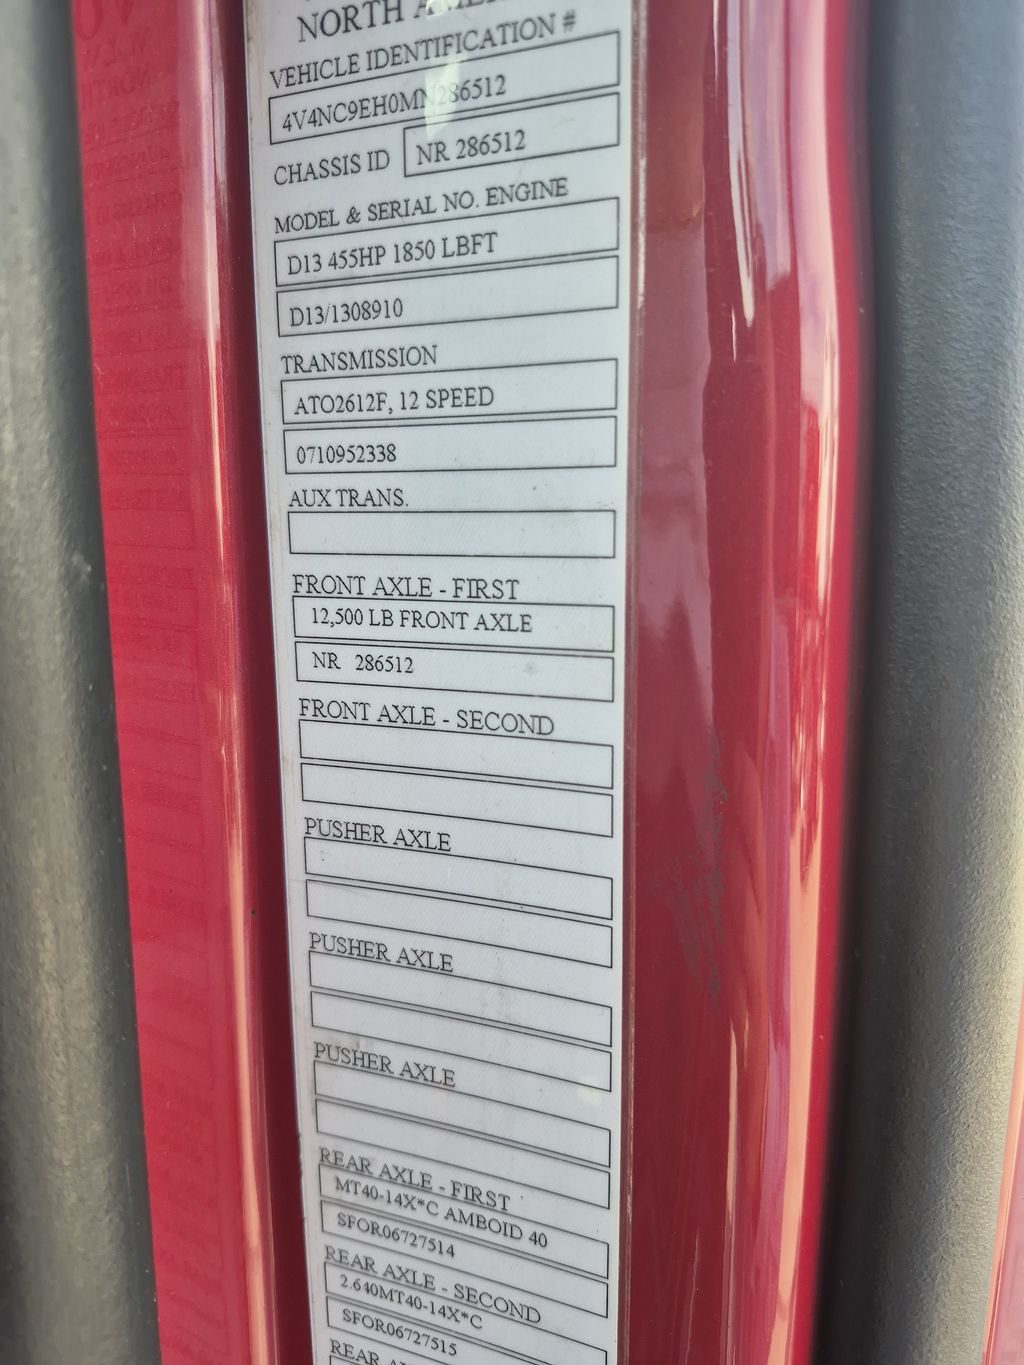 NORTH AMERICA
VEHICLE IDENTIFICATION #
4V4NC9EH0MN286512
CHASSIS ID NR 286512
MODEL & SERIAL NO. ENGINE
D13 455HP 1850 LBFT
D13/1308910
TRANSMISSION
ATO2612F, 12 SPEED
0710952338
AUX TRANS.
FRONT AXLE - FIRST
12,500 LB FRONT AXLE
NR 286512
FRONT AXLE - SECOND
PUSHER AXLE
PUSHER AXLE
PUSHER AXLE
REAR AXLE - FIRST
MT40-14X*C AMBOID 40
SFOR06727514
REAR AXLE - SECOND
2.640MT40-14X*C
SFOR06727515
REAR